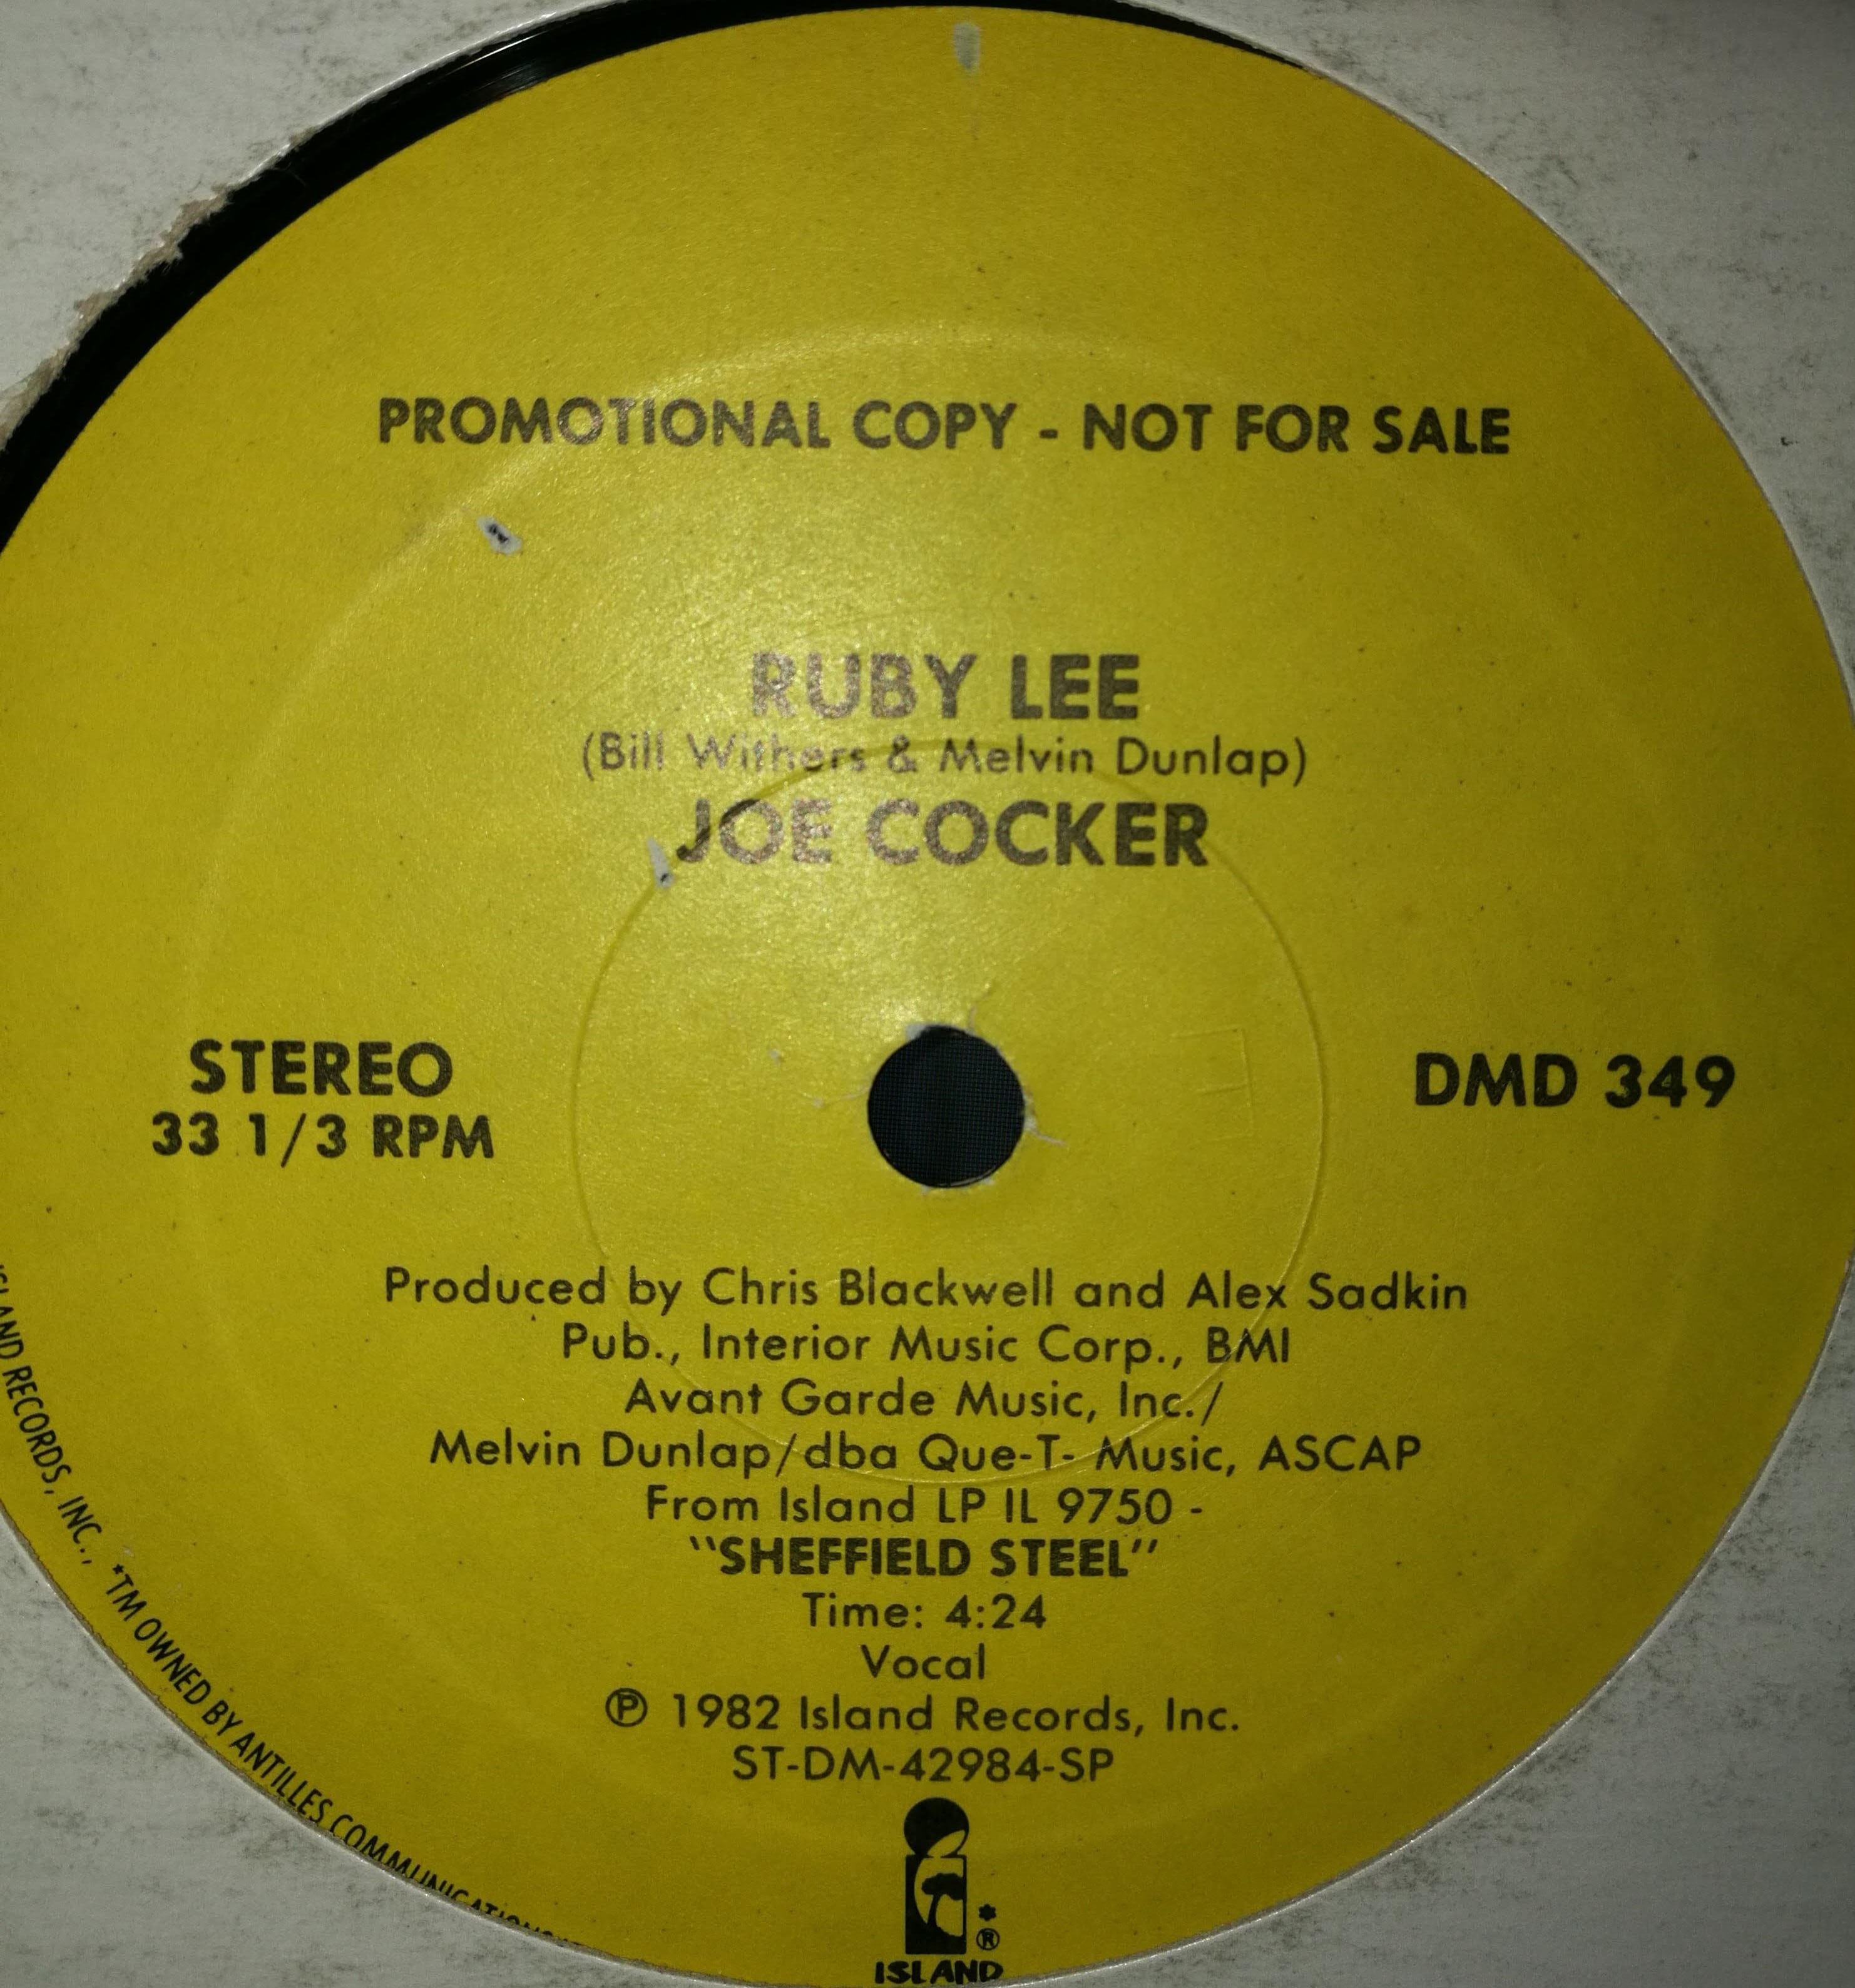 PROMOTIONAL COPY - NOT FOR SALE
RUBY LEE
(Bill Withers & Melvin Dunlap)
JOE COCKER
STEREO
33 1/3 RPM
DMD 349
Produced by Chris Blackwell and Alex Sadkin
Pub., Interior Music Corp., BMI
Avant Garde Music, Inc./
Melvin Dunlap/dba Que-T- Music, ASCAP
From Island LP IL 9750 -
"SHEFFIELD STEEL"
Time: 4:24
Vocal
℗ 1982 Island Records, Inc.
ST-DM-42984-SP
*
®
ISLAND
ISLAND RECORDS, INC., *TM OWNED BY ANTILLES COMMUNICATIONS